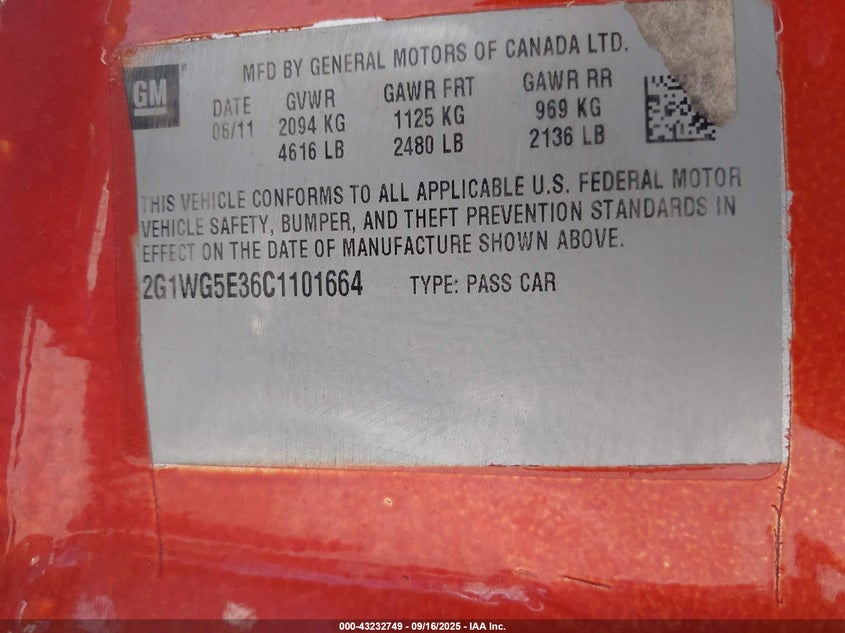 MFD BY GENERAL MOTORS OF CANADA LTD.
GM ®
DATE GVWR GAWR FRT GAWR RR
06/11 2094 KG 1125 KG 969 KG
4616 LB 2480 LB 2136 LB
THIS VEHICLE CONFORMS TO ALL APPLICABLE U.S. FEDERAL MOTOR
VEHICLE SAFETY, BUMPER, AND THEFT PREVENTION STANDARDS IN
EFFECT ON THE DATE OF MANUFACTURE SHOWN ABOVE.
2G1WG5E36C1101664 TYPE: PASS CAR
000-43232749 - 09/16/2025 - IAA Inc.